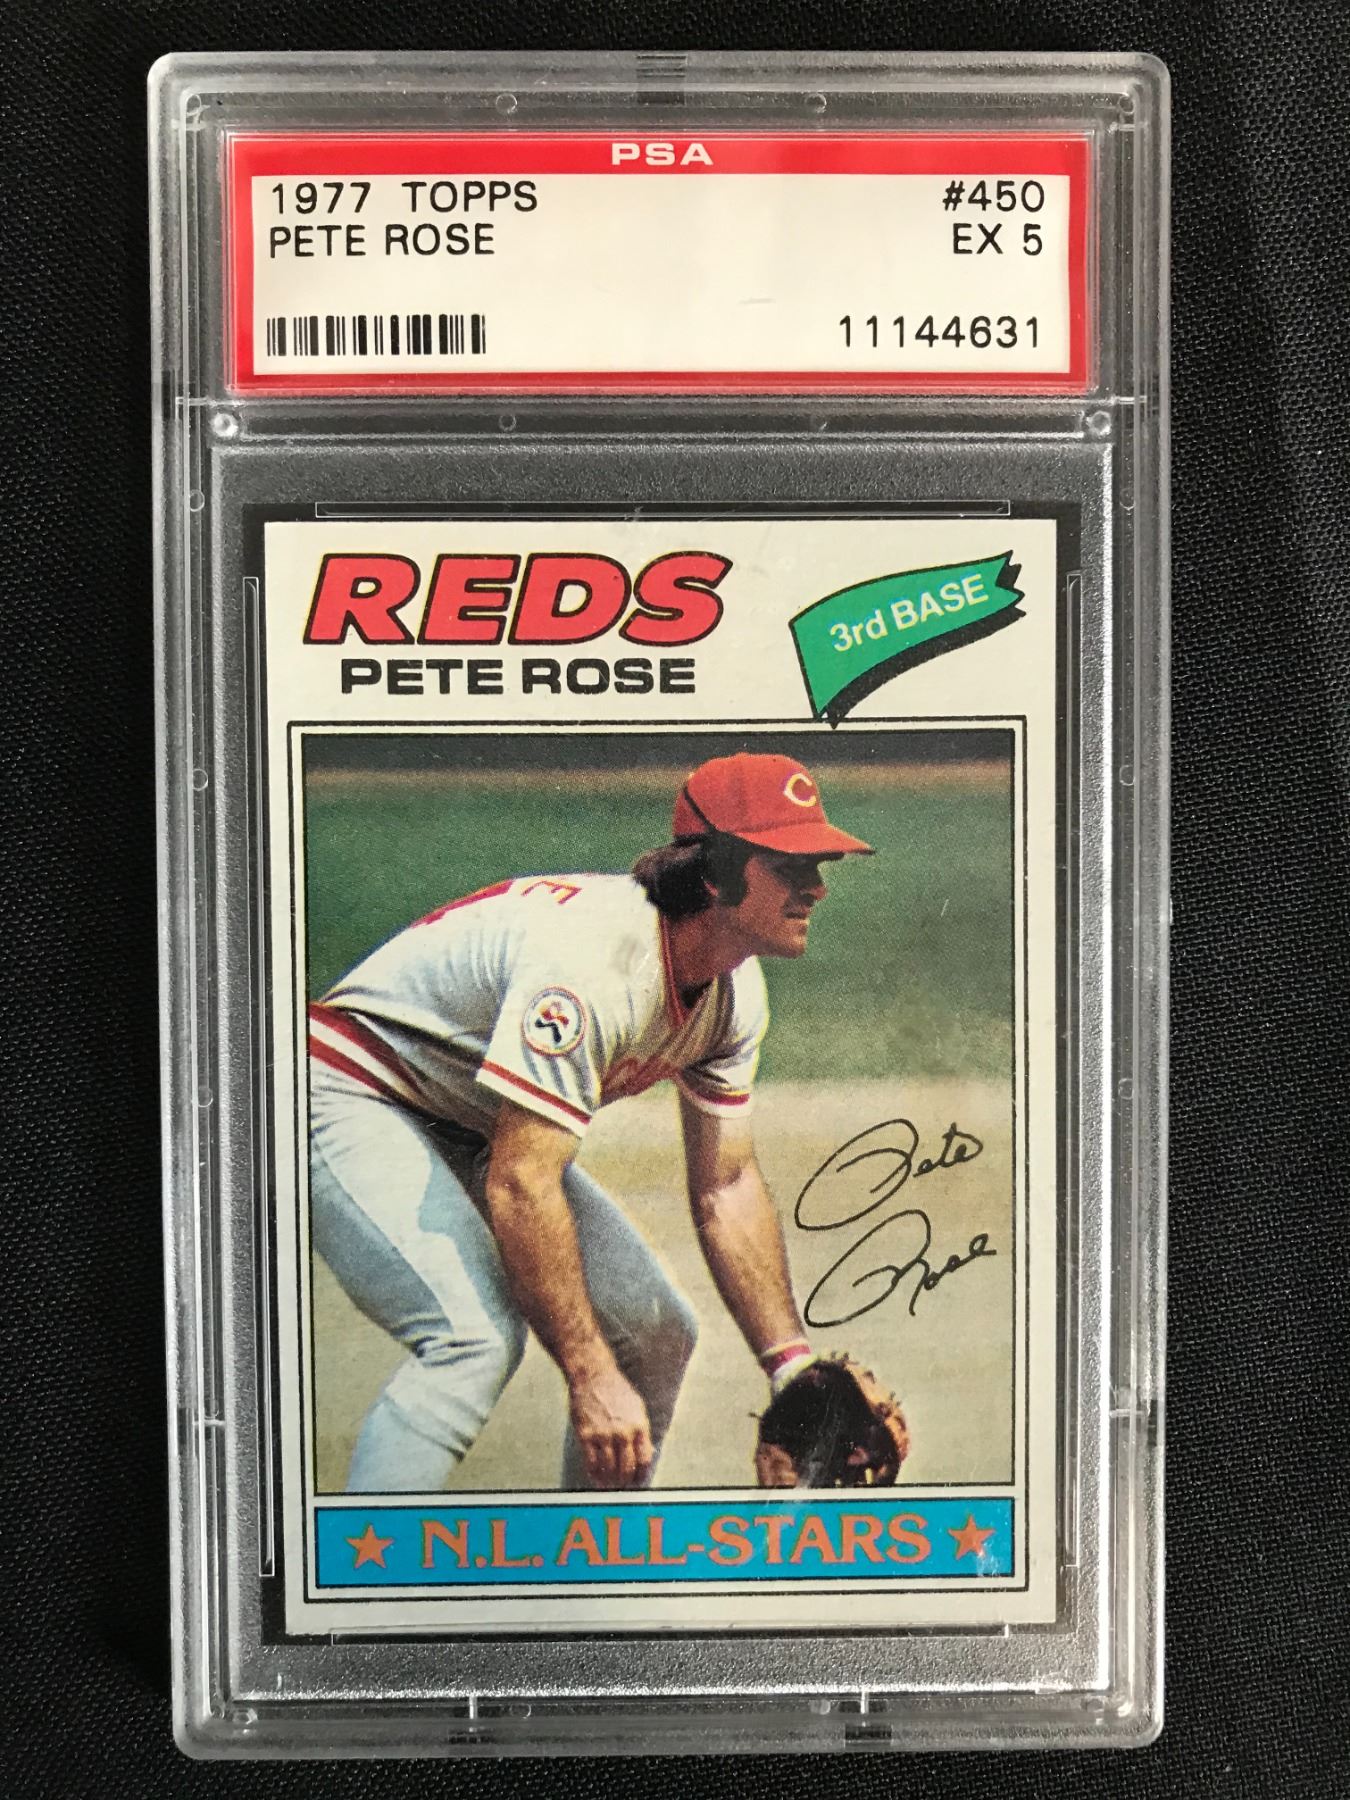 PSA
1977 TOPPS #450
PETE ROSE EX 5
11144631
REDS
3rd BASE
PETE ROSE
C
E
Pete
Rose
★ N.L. ALL-STARS ★